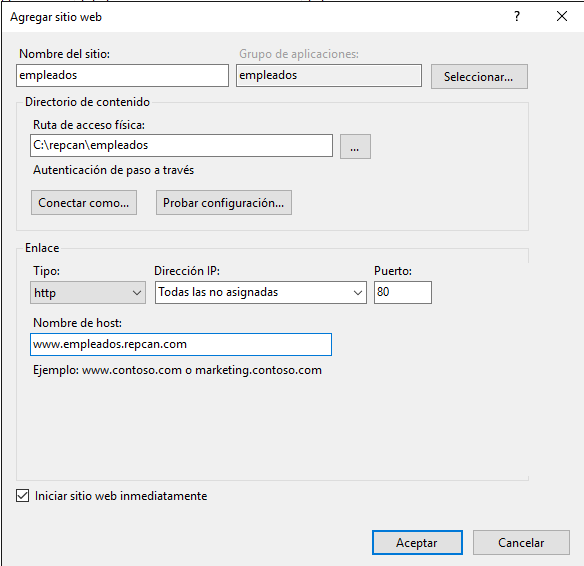 Agregar sitio web
?
Nombre del sitio:
Grupo de aplicaciones:
empleados
empleados
Seleccionar...
Directorio de contenido
Ruta de acceso física:
C:\repcan\empleados
...
Autenticación de paso a través
Conectar como...
Probar configuración...
Enlace
Tipo:
Dirección IP:
Puerto:
http
Todas las no asignadas
80
Nombre de host:
www.empleados.repcan.com
Ejemplo: www.contoso.com o marketing.contoso.com
Iniciar sitio web inmediatamente
Aceptar
Cancelar